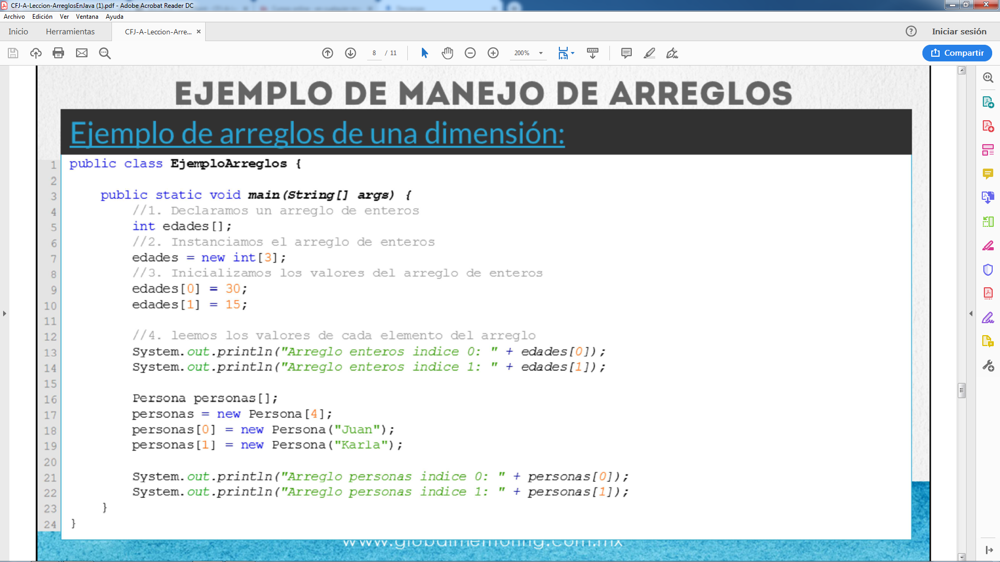 CFJ-A-Leccion-ArreglosEnJava (1).pdf - Adobe Acrobat Reader DC
Archivo Edición Ver Ventana Ayuda
Inicio Herramientas CFJ-A-Leccion-Arre... × ? Iniciar sesión
8 / 11 200% Compartir
EJEMPLO DE MANEJO DE ARREGLOS
Ejemplo de arreglos de una dimensión:
1 public class EjemploArreglos {
2
3 public static void main(String[] args) {
4 //1. Declaramos un arreglo de enteros
5 int edades[];
6 //2. Instanciamos el arreglo de enteros
7 edades = new int[3];
8 //3. Inicializamos los valores del arreglo de enteros
9 edades[0] = 30;
10 edades[1] = 15;
11
12 //4. leemos los valores de cada elemento del arreglo
13 System.out.println("Arreglo enteros indice 0: " + edades[0]);
14 System.out.println("Arreglo enteros indice 1: " + edades[1]);
15
16 Persona personas[];
17 personas = new Persona[4];
18 personas[0] = new Persona("Juan");
19 personas[1] = new Persona("Karla");
20
21 System.out.println("Arreglo personas indice 0: " + personas[0]);
22 System.out.println("Arreglo personas indice 1: " + personas[1]);
23 }
24 }
www.globalmentoring.com.mx